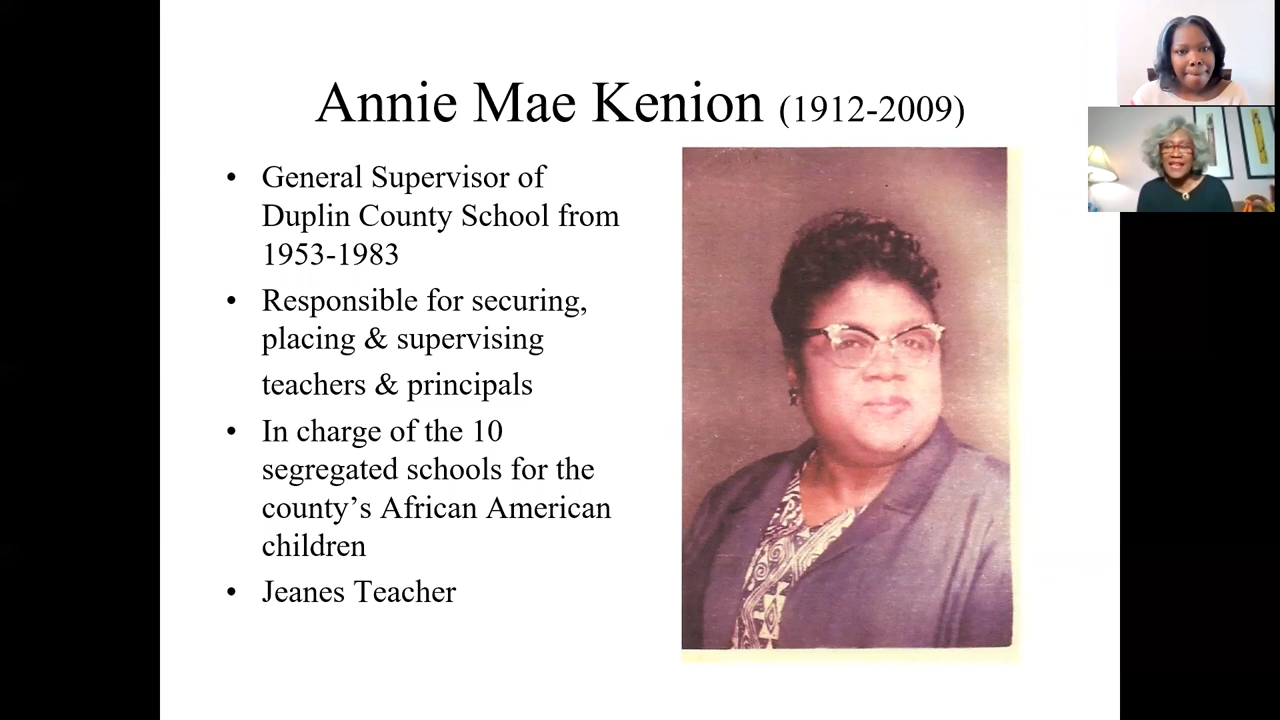 Annie Mae Kenion (1912-2009)
• General Supervisor of
Duplin County School from
1953-1983
• Responsible for securing,
placing & supervising
teachers & principals
• In charge of the 10
segregated schools for the
county’s African American
children
• Jeanes Teacher